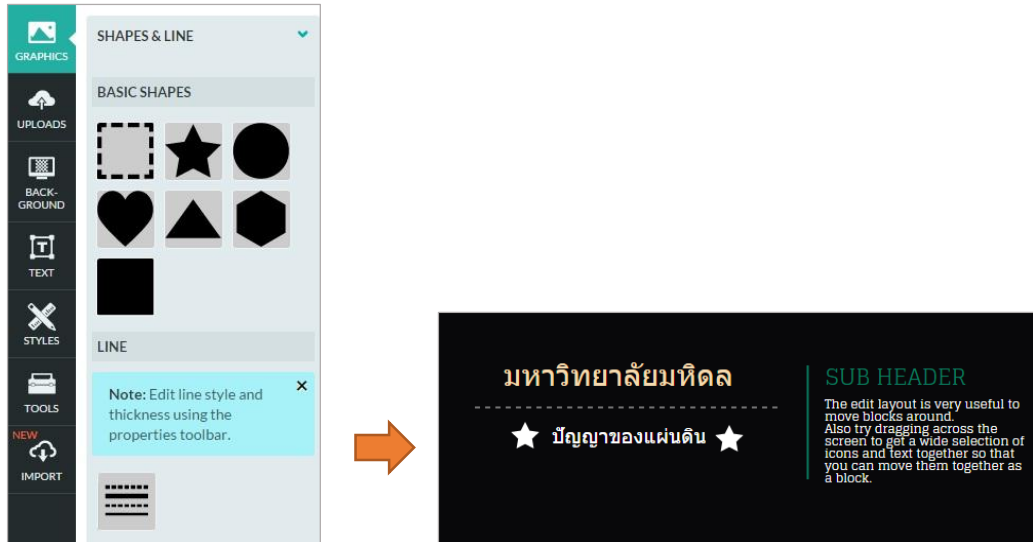 GRAPHICS
UPLOADS
BACK-
GROUND
TEXT
STYLES
TOOLS
NEW
IMPORT
SHAPES & LINE
BASIC SHAPES
LINE
Note: Edit line style and
thickness using the
properties toolbar.
มหาวิทยาลัยมหิดล
ปัญญาของแผ่นดิน
SUB HEADER
The edit layout is very useful to
move blocks around.
Also try dragging across the
screen to get a wide selection of
icons and text together so that
you can move them together as
a block.